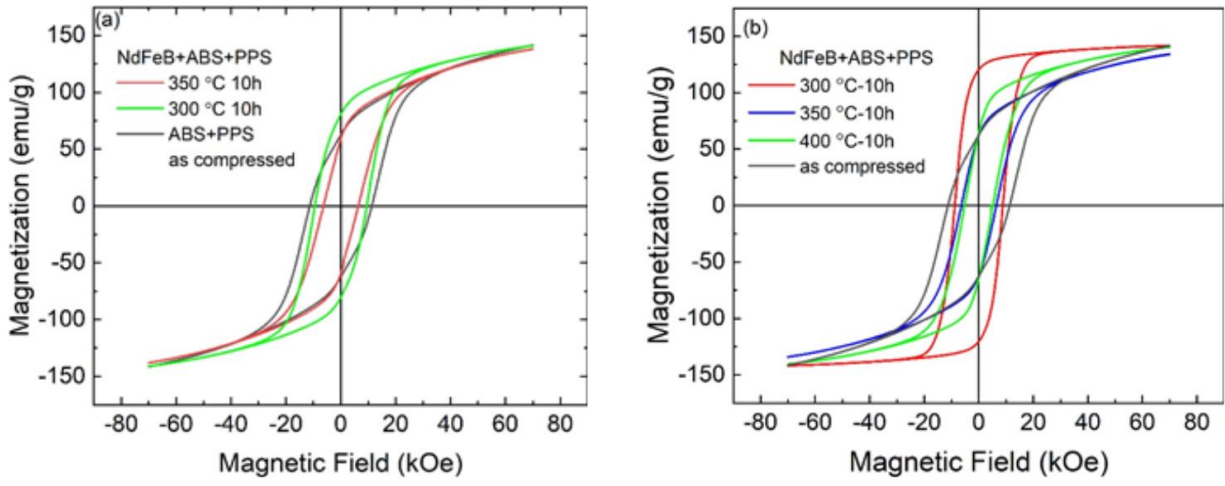 (a)
NdFeB+ABS+PPS
350 °C 10h
300 °C 10h
ABS+PPS
as compressed
150
100
50
0
-50
-100
-150
Magnetization (emu/g)
-80 -60 -40 -20 0 20 40 60 80
Magnetic Field (kOe)
(b)
NdFeB+ABS+PPS
300 °C-10h
350 °C-10h
400 °C-10h
as compressed
150
100
50
0
-50
-100
-150
Magnetization (emu/g)
-80 -60 -40 -20 0 20 40 60 80
Magnetic Field (kOe)